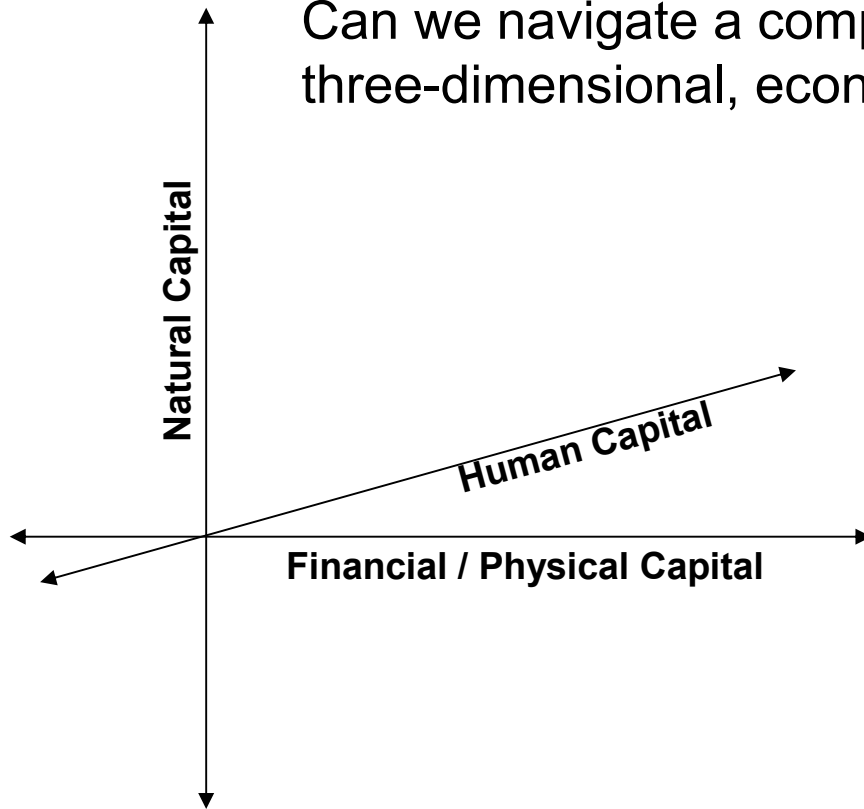 Can we navigate a comp
three-dimensional, econ
Natural Capital
Human Capital
Financial / Physical Capital